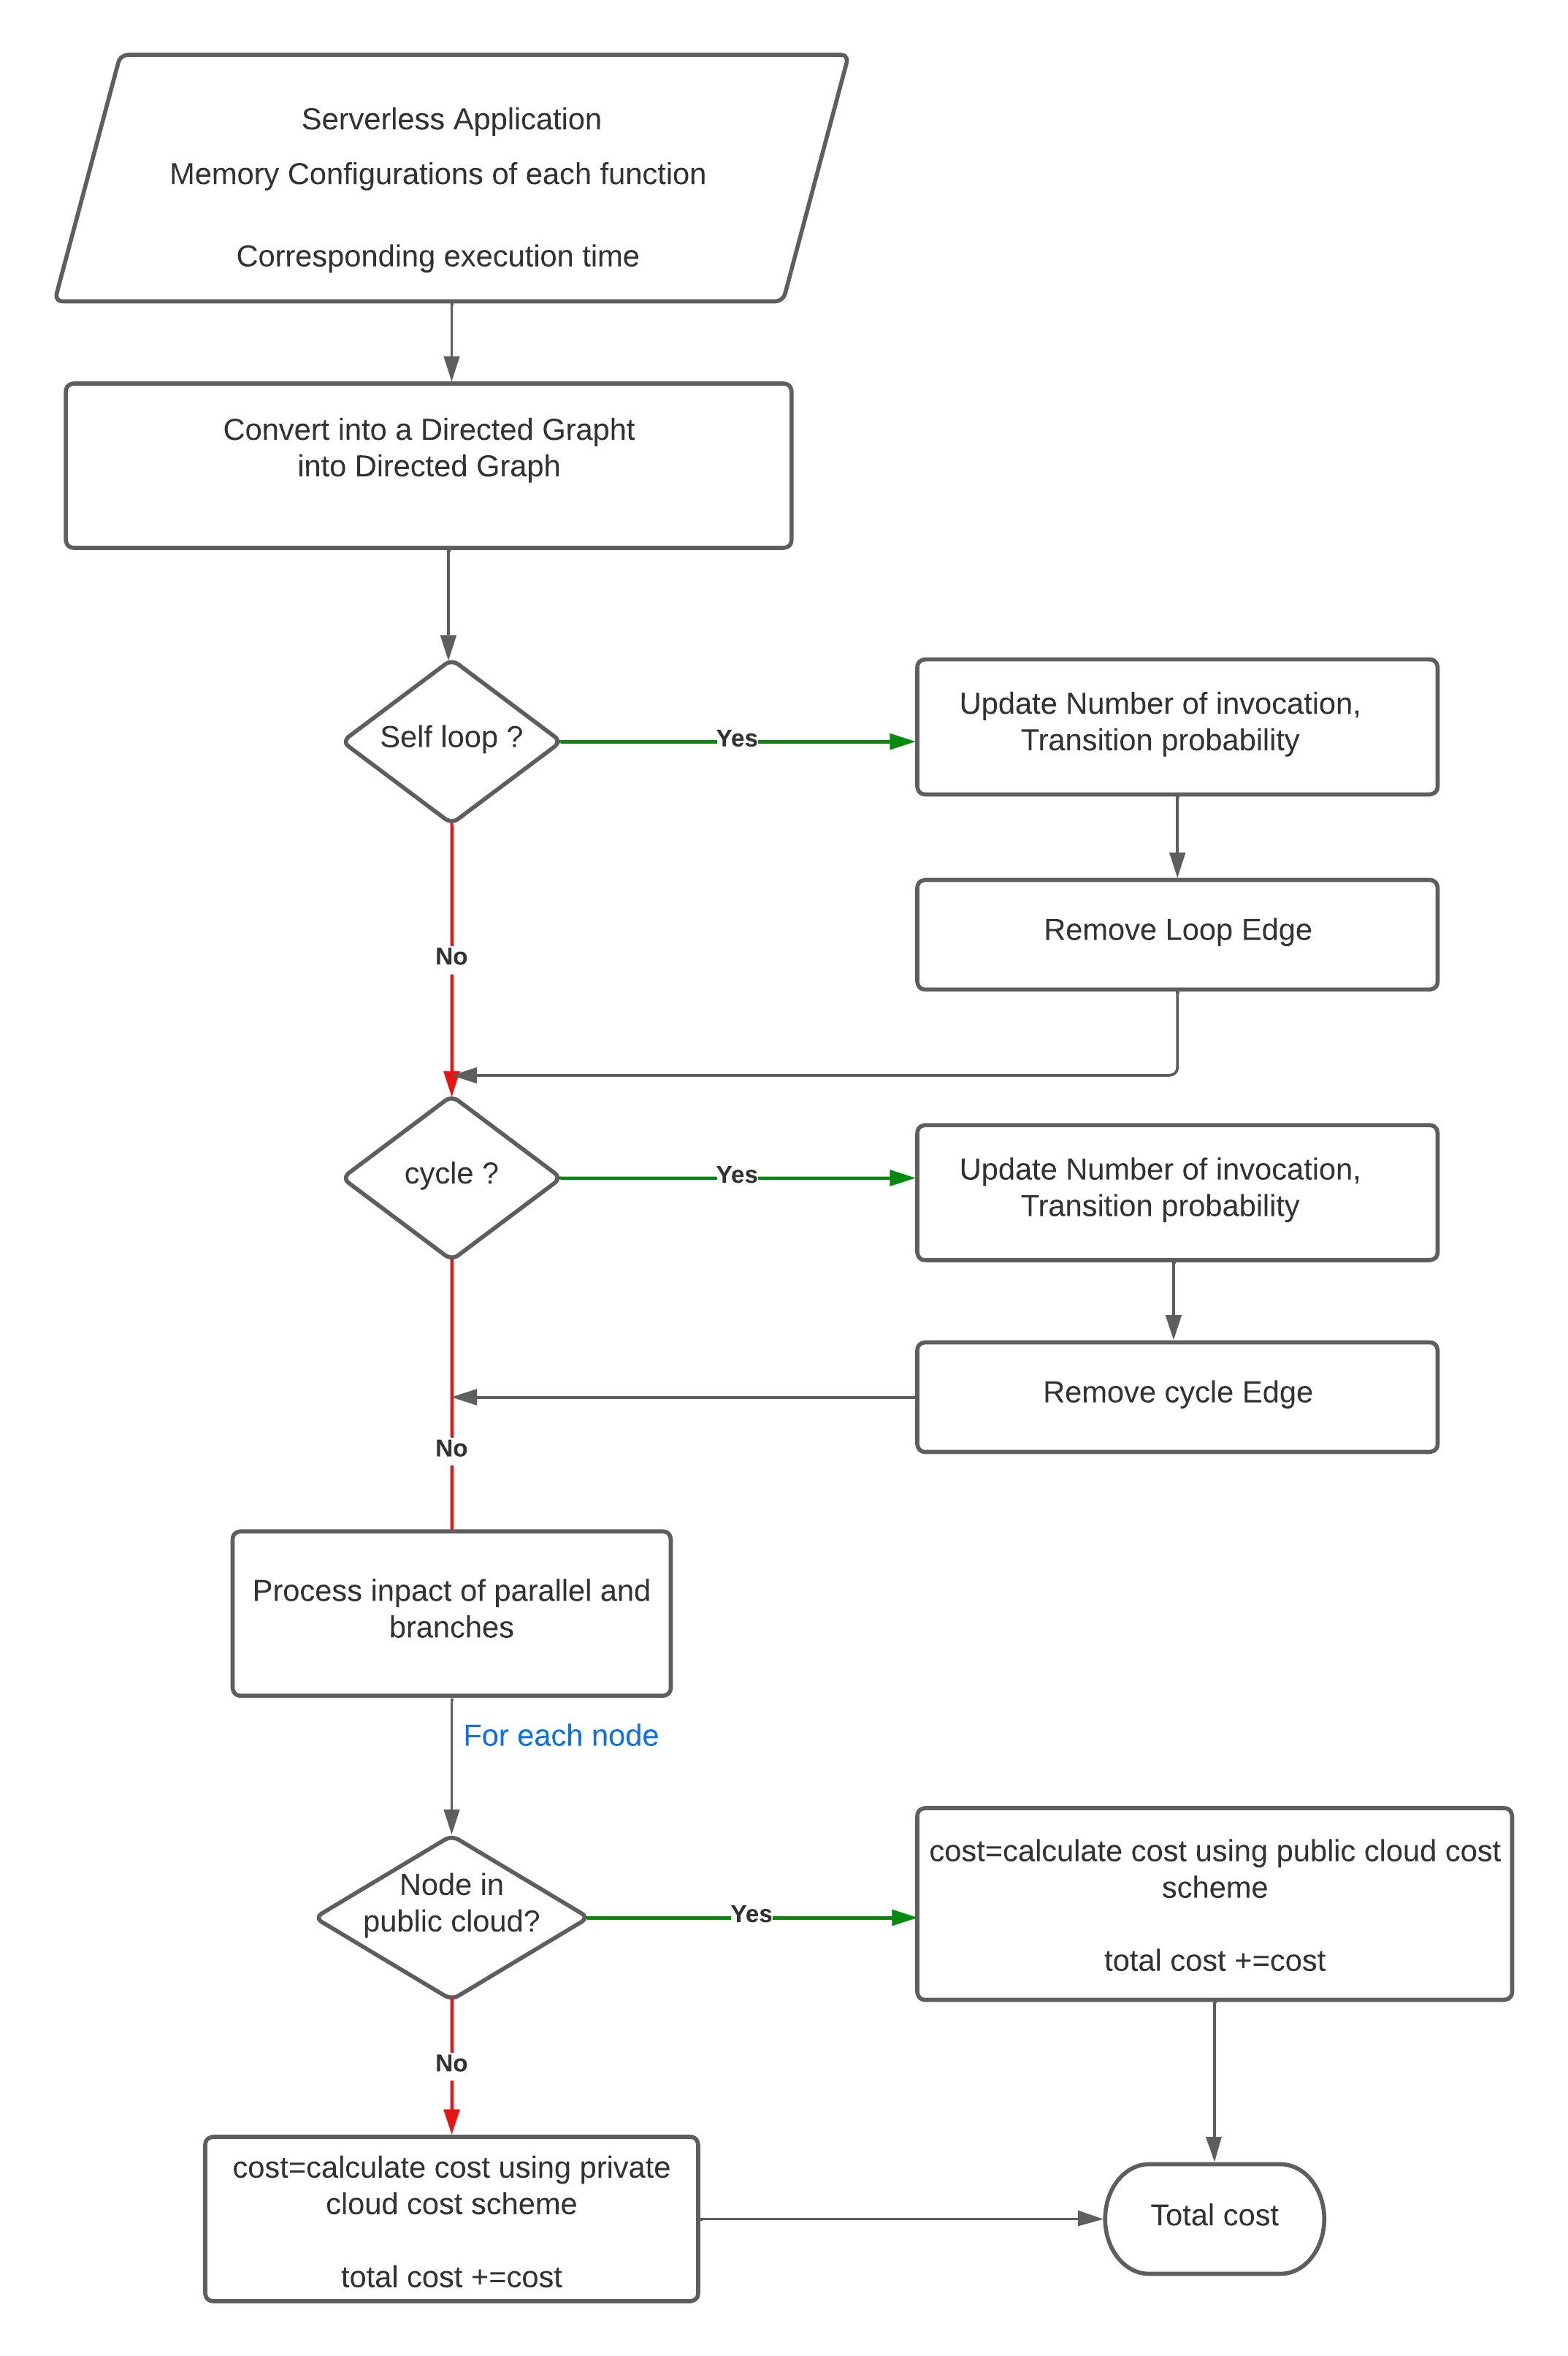 Serverless Application
Memory Configurations of each function
Corresponding execution time
Convert into a Directed Grapht
into Directed Graph
Self loop ?
Yes
Update Number of invocation,
Transition probability
Remove Loop Edge
No
cycle ?
Yes
Update Number of invocation,
Transition probability
Remove cycle Edge
No
Process inpact of parallel and
branches
For each node
Node in
public cloud?
Yes
cost=calculate cost using public cloud cost
scheme
total cost +=cost
No
cost=calculate cost using private
cloud cost scheme
total cost +=cost
Total cost